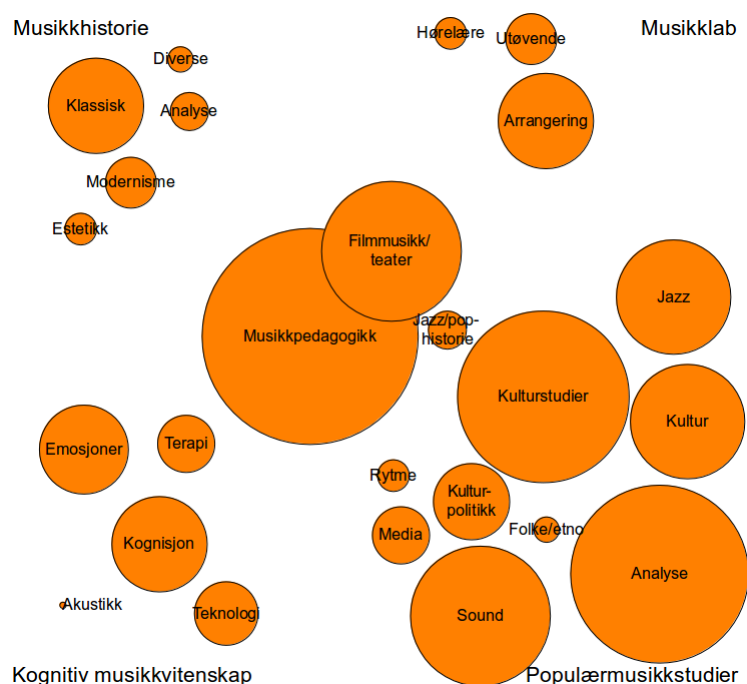 Musikkhistorie
Musikklab
Hørelære
Utøvende
Diverse
Klassisk
Analyse
Arrangering
Modernisme
Estetikk
Filmmusikk/
teater
Jazz
Musikkpedagogikk
Jazz/pop-
historie
Kulturstudier
Kultur
Emosjoner
Terapi
Rytme
Kultur-
politikk
Media
Folke/etno
Kognisjon
Analyse
Akustikk
Teknologi
Sound
Kognitiv musikkvitenskap
Populærmusikkstudier